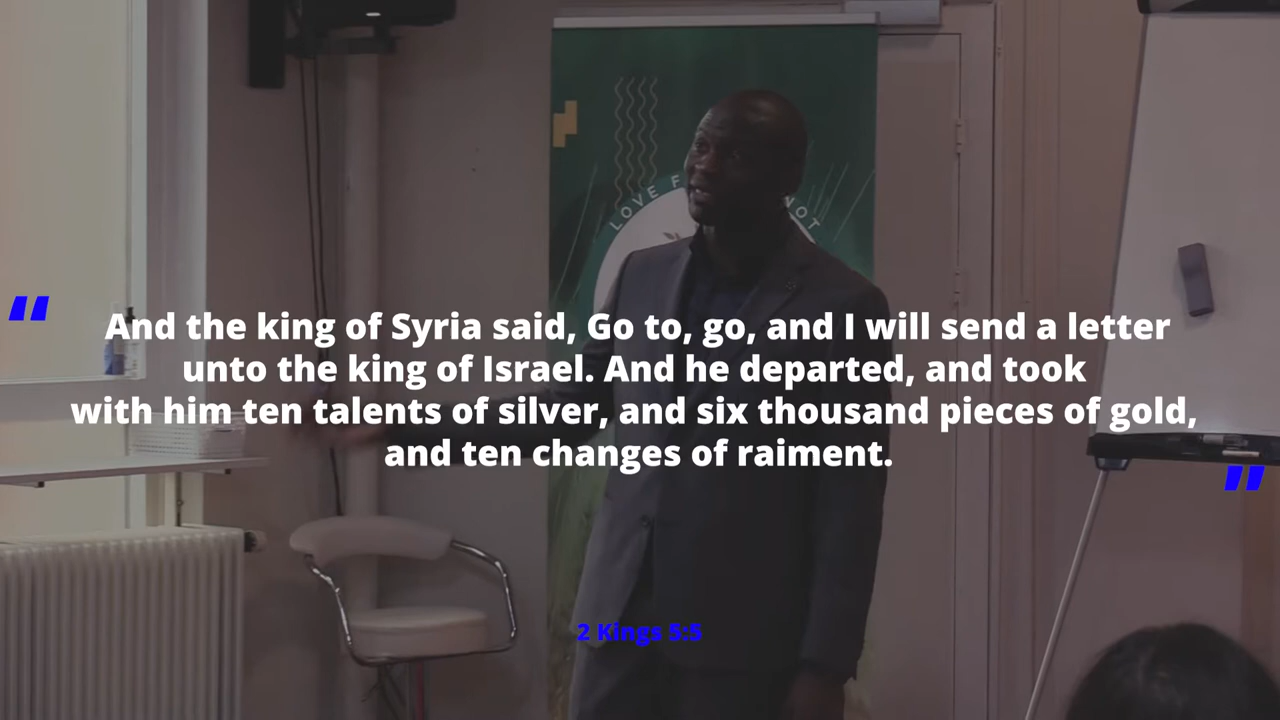 LOVE F
NOT
“
And the king of Syria said, Go to, go, and I will send a letter
unto the king of Israel. And he departed, and took
with him ten talents of silver, and six thousand pieces of gold,
and ten changes of raiment.
”
2 Kings 5:5